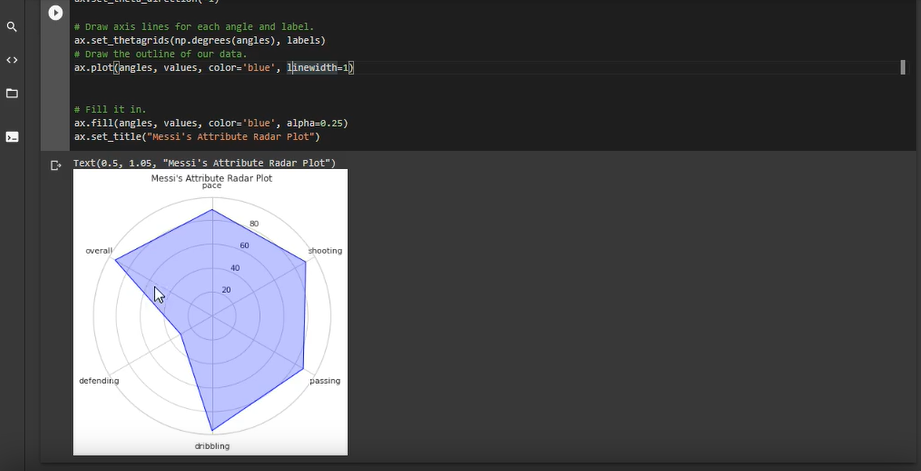 # Draw axis lines for each angle and label.
ax.set_thetagrids(np.degrees(angles), labels)
# Draw the outline of our data.
ax.plot(angles, values, color='blue', linewidth=1)
# Fill it in.
ax.fill(angles, values, color='blue', alpha=0.25)
ax.set_title("Messi's Attribute Radar Plot")
Text(0.5, 1.05, "Messi's Attribute Radar Plot")
Messi's Attribute Radar Plot
pace
80
overall
60
shooting
40
20
defending
passing
dribbling